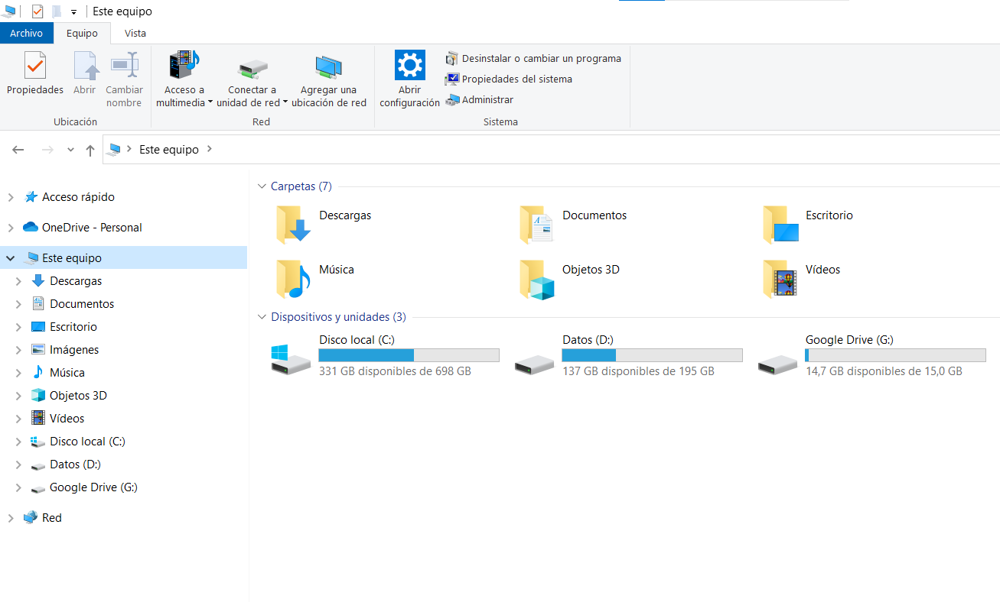 Este equipo
Archivo Equipo Vista
Propiedades Abrir Cambiar nombre
Ubicación
Acceso a multimedia Conectar a unidad de red Agregar una ubicación de red
Red
Abrir configuración
Desinstalar o cambiar un programa
Propiedades del sistema
Administrar
Sistema
Este equipo
Acceso rápido
OneDrive - Personal
Este equipo
Descargas
Documentos
Escritorio
Imágenes
Música
Objetos 3D
Vídeos
Disco local (C:)
Datos (D:)
Google Drive (G:)
Red
Carpetas (7)
Descargas Documentos Escritorio
Música Objetos 3D Vídeos
Dispositivos y unidades (3)
Disco local (C:)
331 GB disponibles de 698 GB
Datos (D:)
137 GB disponibles de 195 GB
Google Drive (G:)
14,7 GB disponibles de 15,0 GB